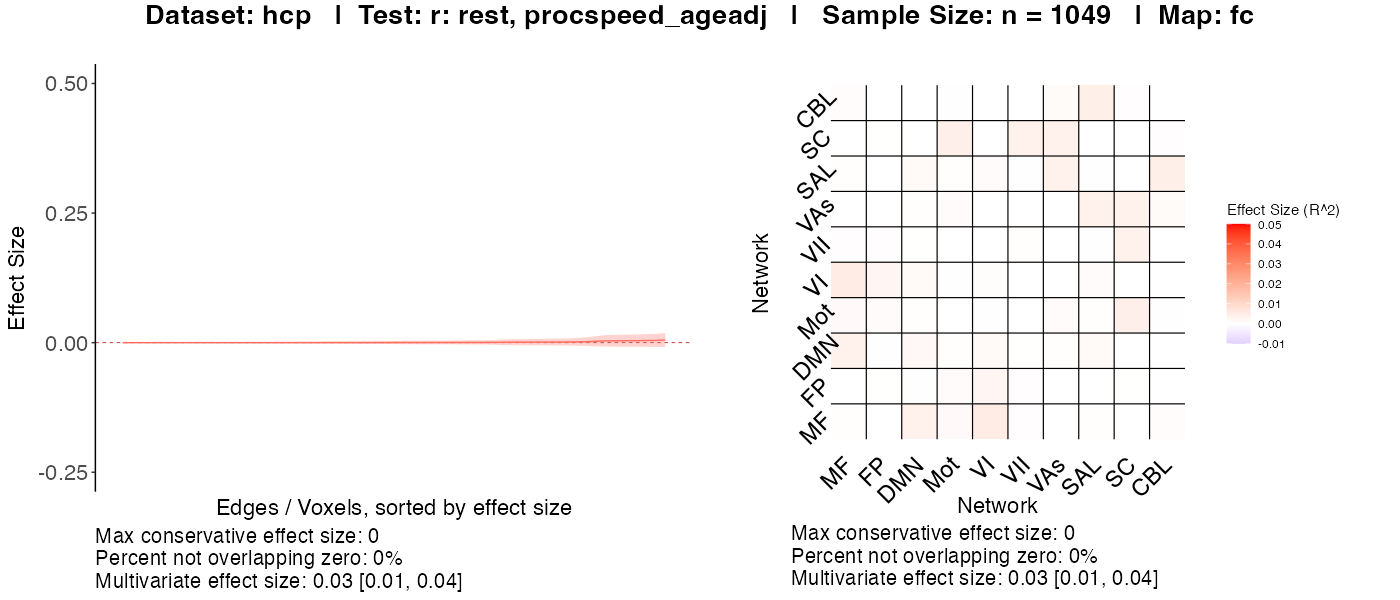 Dataset: hcp | Test: r: rest, procspeed_ageadj | Sample Size: n = 1049 | Map: fc
0.50
0.25
0.00
-0.25
Effect Size
Edges / Voxels, sorted by effect size
Max conservative effect size: 0
Percent not overlapping zero: 0%
Multivariate effect size: 0.03 [0.01, 0.04]
Network
CBL
SC
SAL
VAs
VII
VI
Mot
DMN
FP
MF
MF FP DMN Mot VI VII VAs SAL SC CBL
Network
Max conservative effect size: 0
Percent not overlapping zero: 0%
Multivariate effect size: 0.03 [0.01, 0.04]
Effect Size (R^2)
0.05
0.04
0.03
0.02
0.01
0.00
-0.01